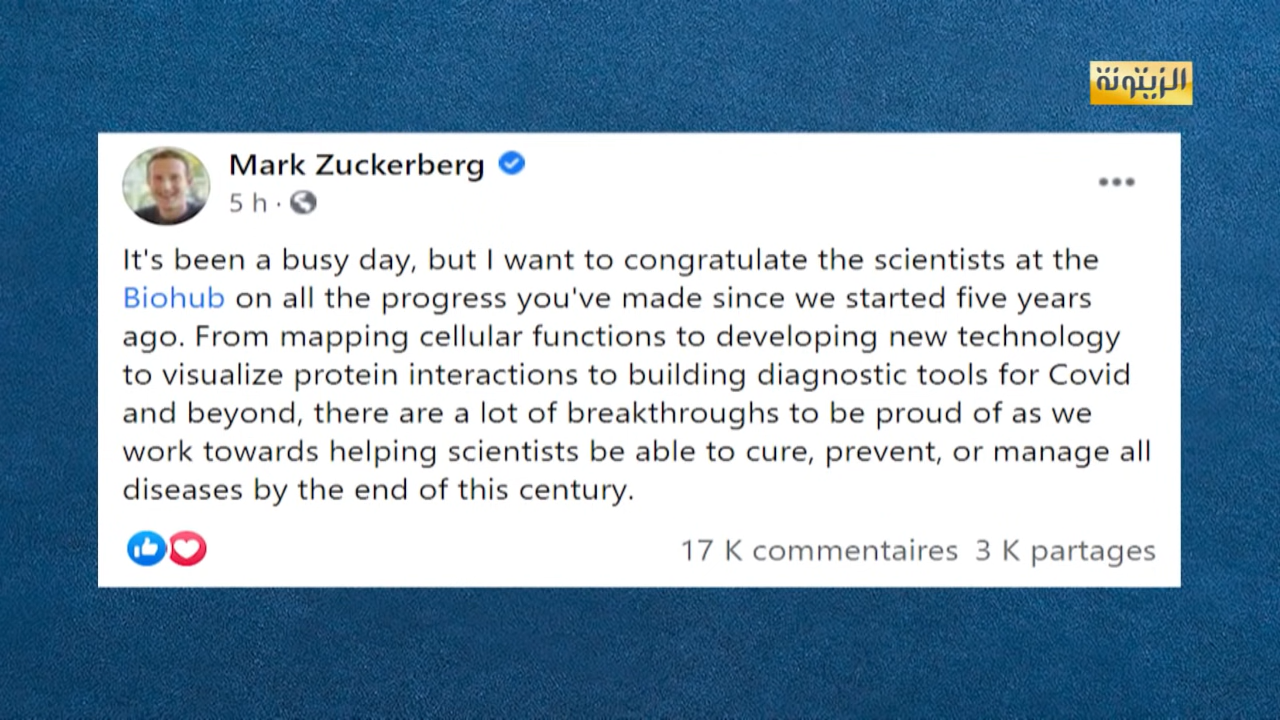 الزيتونة
Mark Zuckerberg
5 h ·
It's been a busy day, but I want to congratulate the scientists at the
Biohub on all the progress you've made since we started five years
ago. From mapping cellular functions to developing new technology
to visualize protein interactions to building diagnostic tools for Covid
and beyond, there are a lot of breakthroughs to be proud of as we
work towards helping scientists be able to cure, prevent, or manage all
diseases by the end of this century.
17 K commentaires 3 K partages